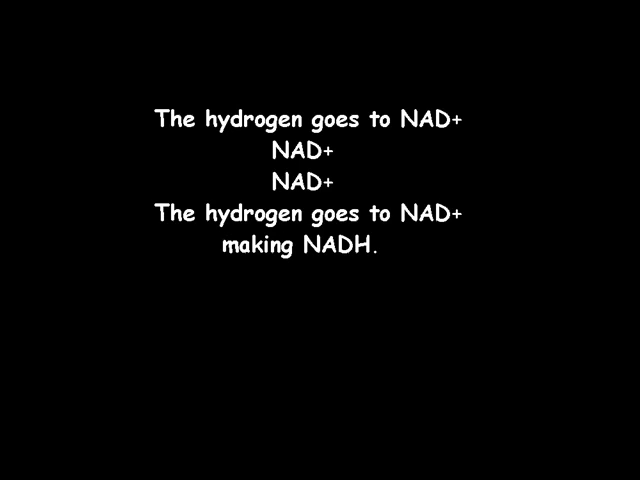 The hydrogen goes to NAD+
NAD+
NAD+
The hydrogen goes to NAD+
making NADH.